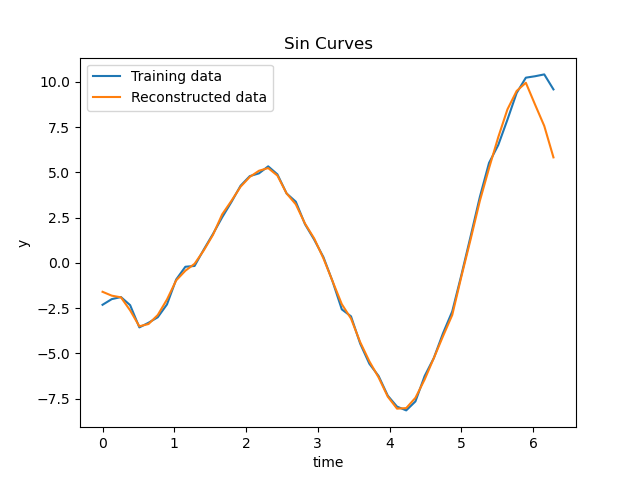 Sin Curves
Training data
Reconstructed data
10.0
7.5
5.0
2.5
0.0
−2.5
−5.0
−7.5
y
0 1 2 3 4 5 6
time